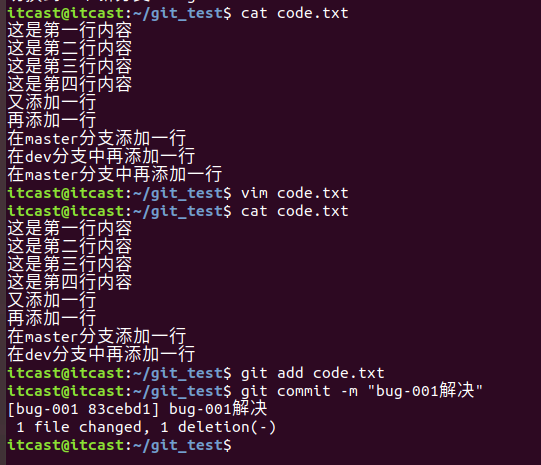 itcast@itcast:~/git_test$ cat code.txt
这是第一行内容
这是第二行内容
这是第三行内容
这是第四行内容
又添加一行
再添加一行
在master分支添加一行
在dev分支中再添加一行
在master分支中再添加一行
itcast@itcast:~/git_test$ vim code.txt
itcast@itcast:~/git_test$ cat code.txt
这是第一行内容
这是第二行内容
这是第三行内容
这是第四行内容
又添加一行
再添加一行
在master分支添加一行
在dev分支中再添加一行
itcast@itcast:~/git_test$ git add code.txt
itcast@itcast:~/git_test$ git commit -m "bug-001解决"
[bug-001 83cebd1] bug-001解决
 1 file changed, 1 deletion(-)
itcast@itcast:~/git_test$